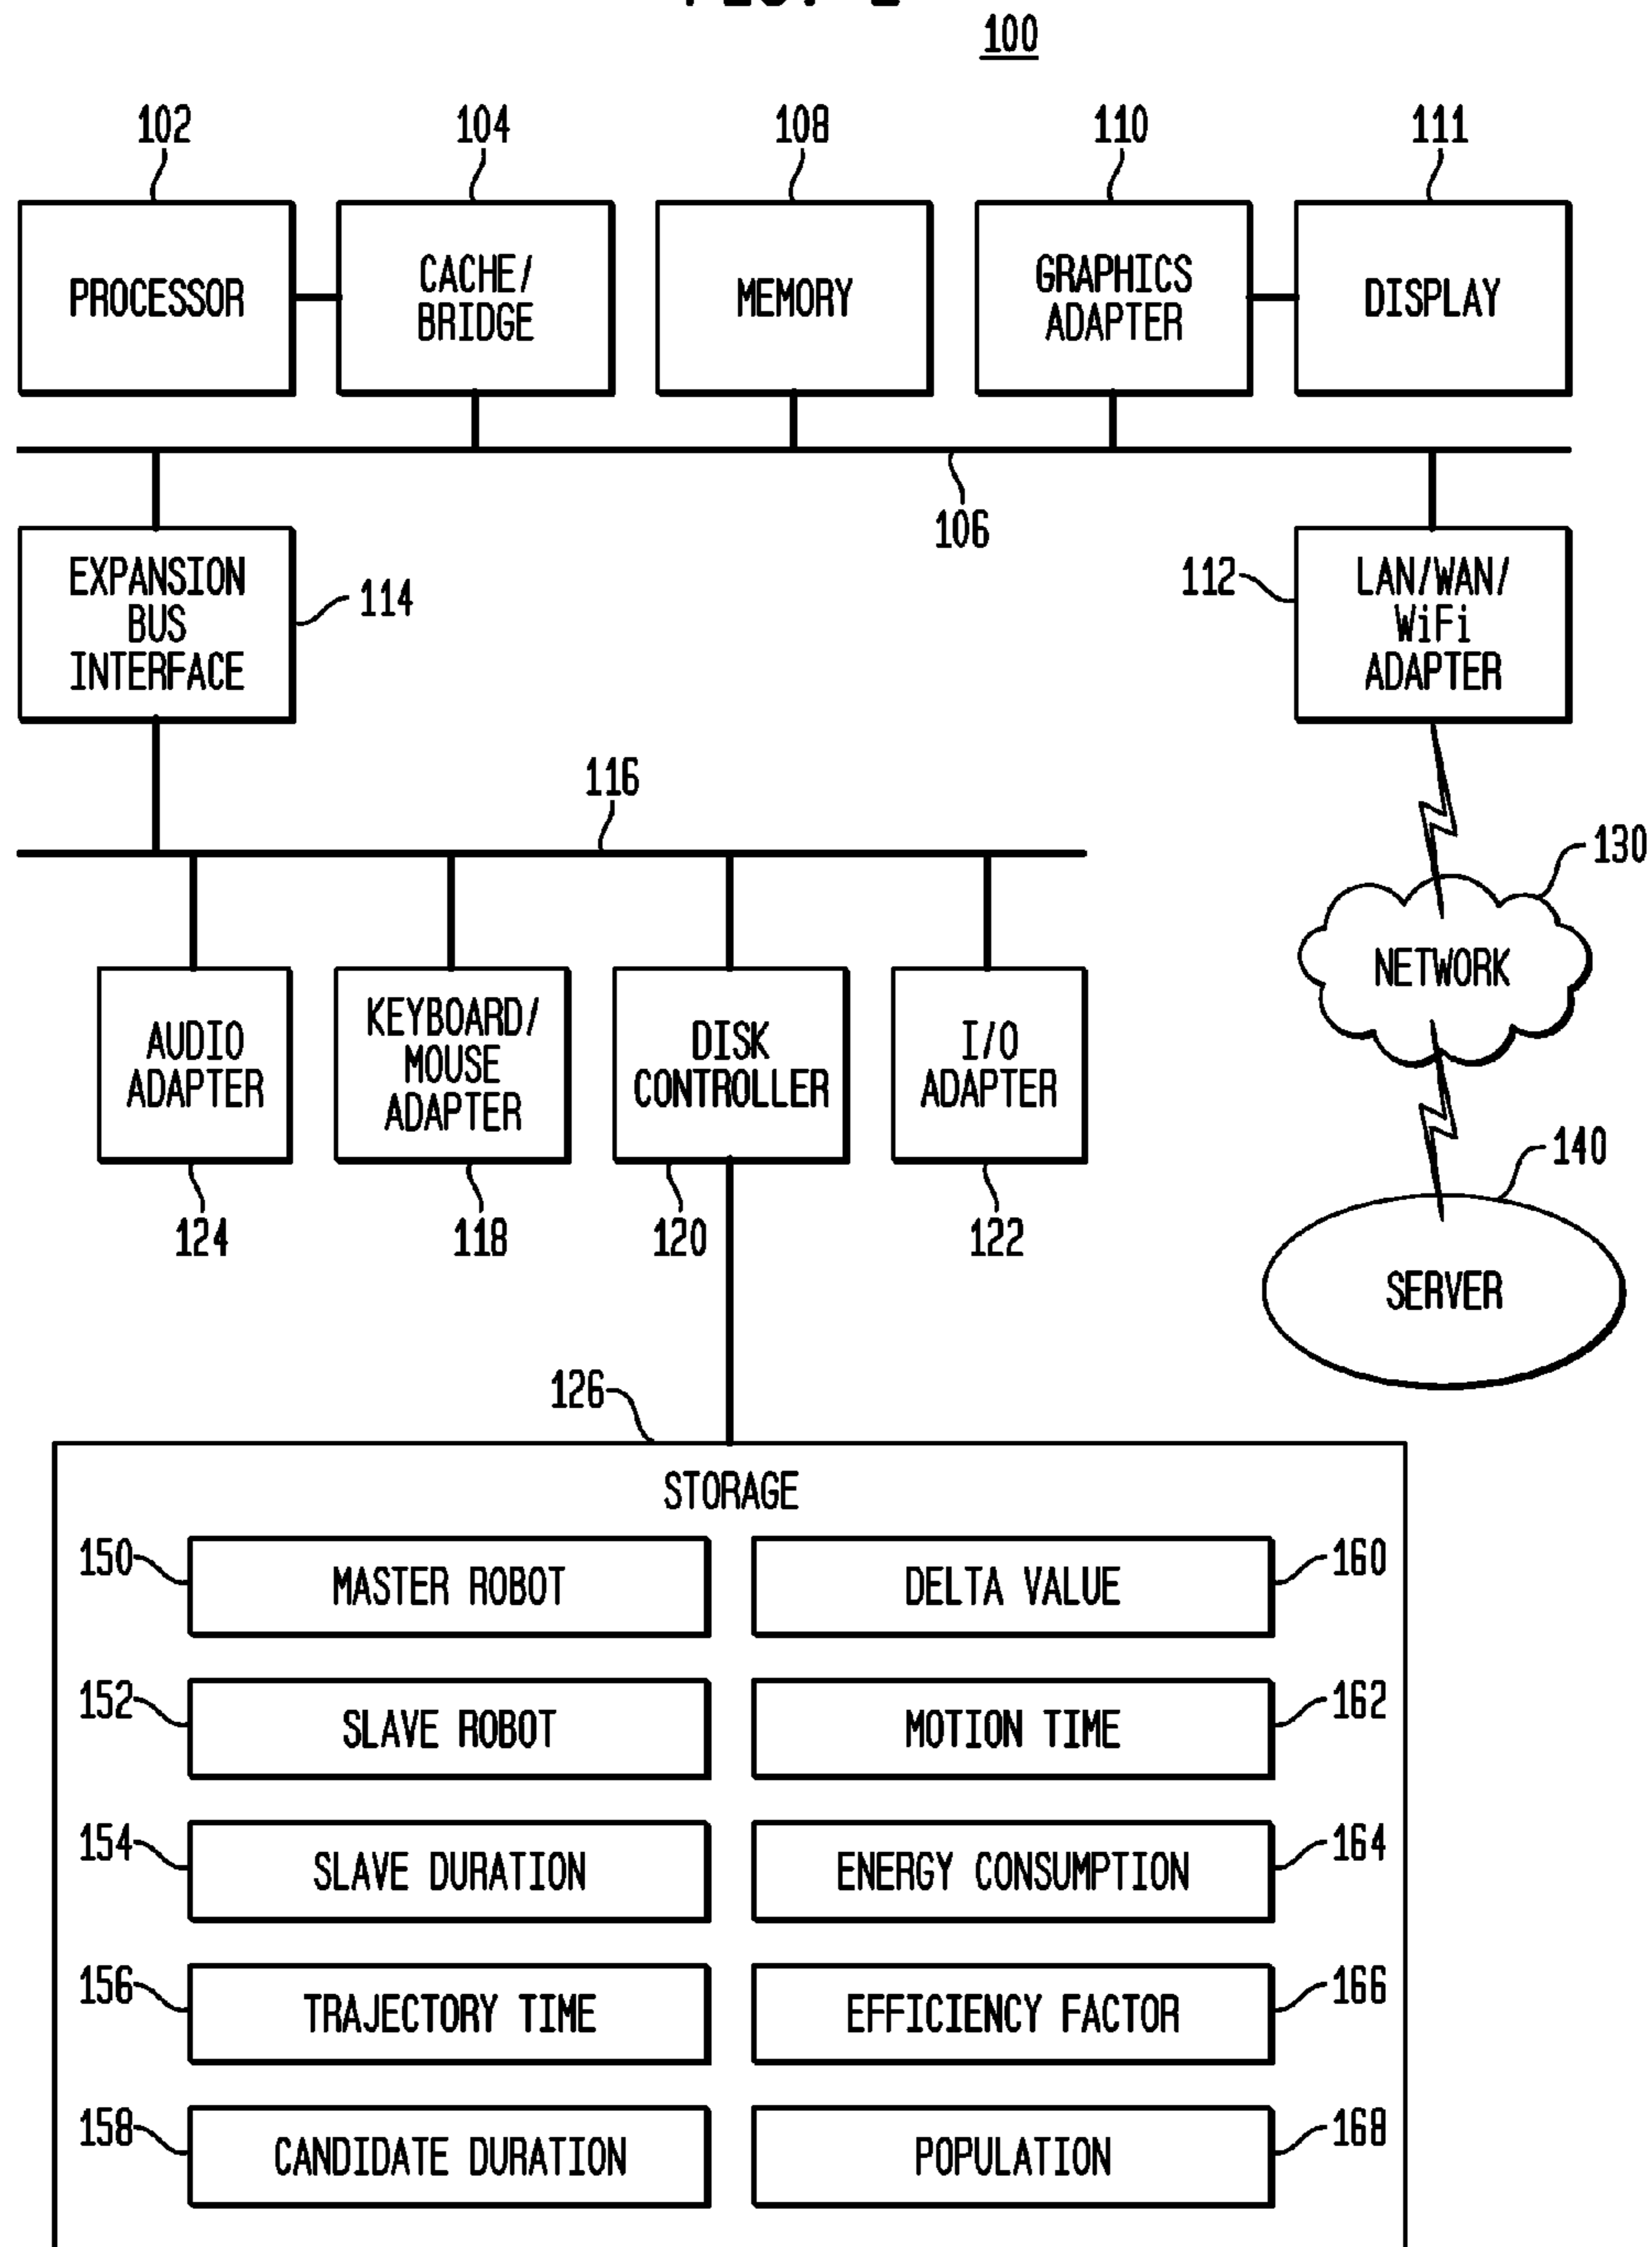 100
102
104
108
110
111
PROCESSOR
CACHE/
BRIDGE
MEMORY
GRAPHICS
ADAPTER
DISPLAY
106
EXPANSION
BUS
INTERFACE
114
112
LAN/WAN/
WiFi
ADAPTER
116
130
NETWORK
AUDIO
ADAPTER
KEYBOARD/
MOUSE
ADAPTER
DISK
CONTROLLER
I/O
ADAPTER
124
118
120
122
140
SERVER
126
STORAGE
150
MASTER ROBOT
DELTA VALUE
160
152
SLAVE ROBOT
MOTION TIME
162
154
SLAVE DURATION
ENERGY CONSUMPTION
164
156
TRAJECTORY TIME
EFFICIENCY FACTOR
166
158
CANDIDATE DURATION
POPULATION
168